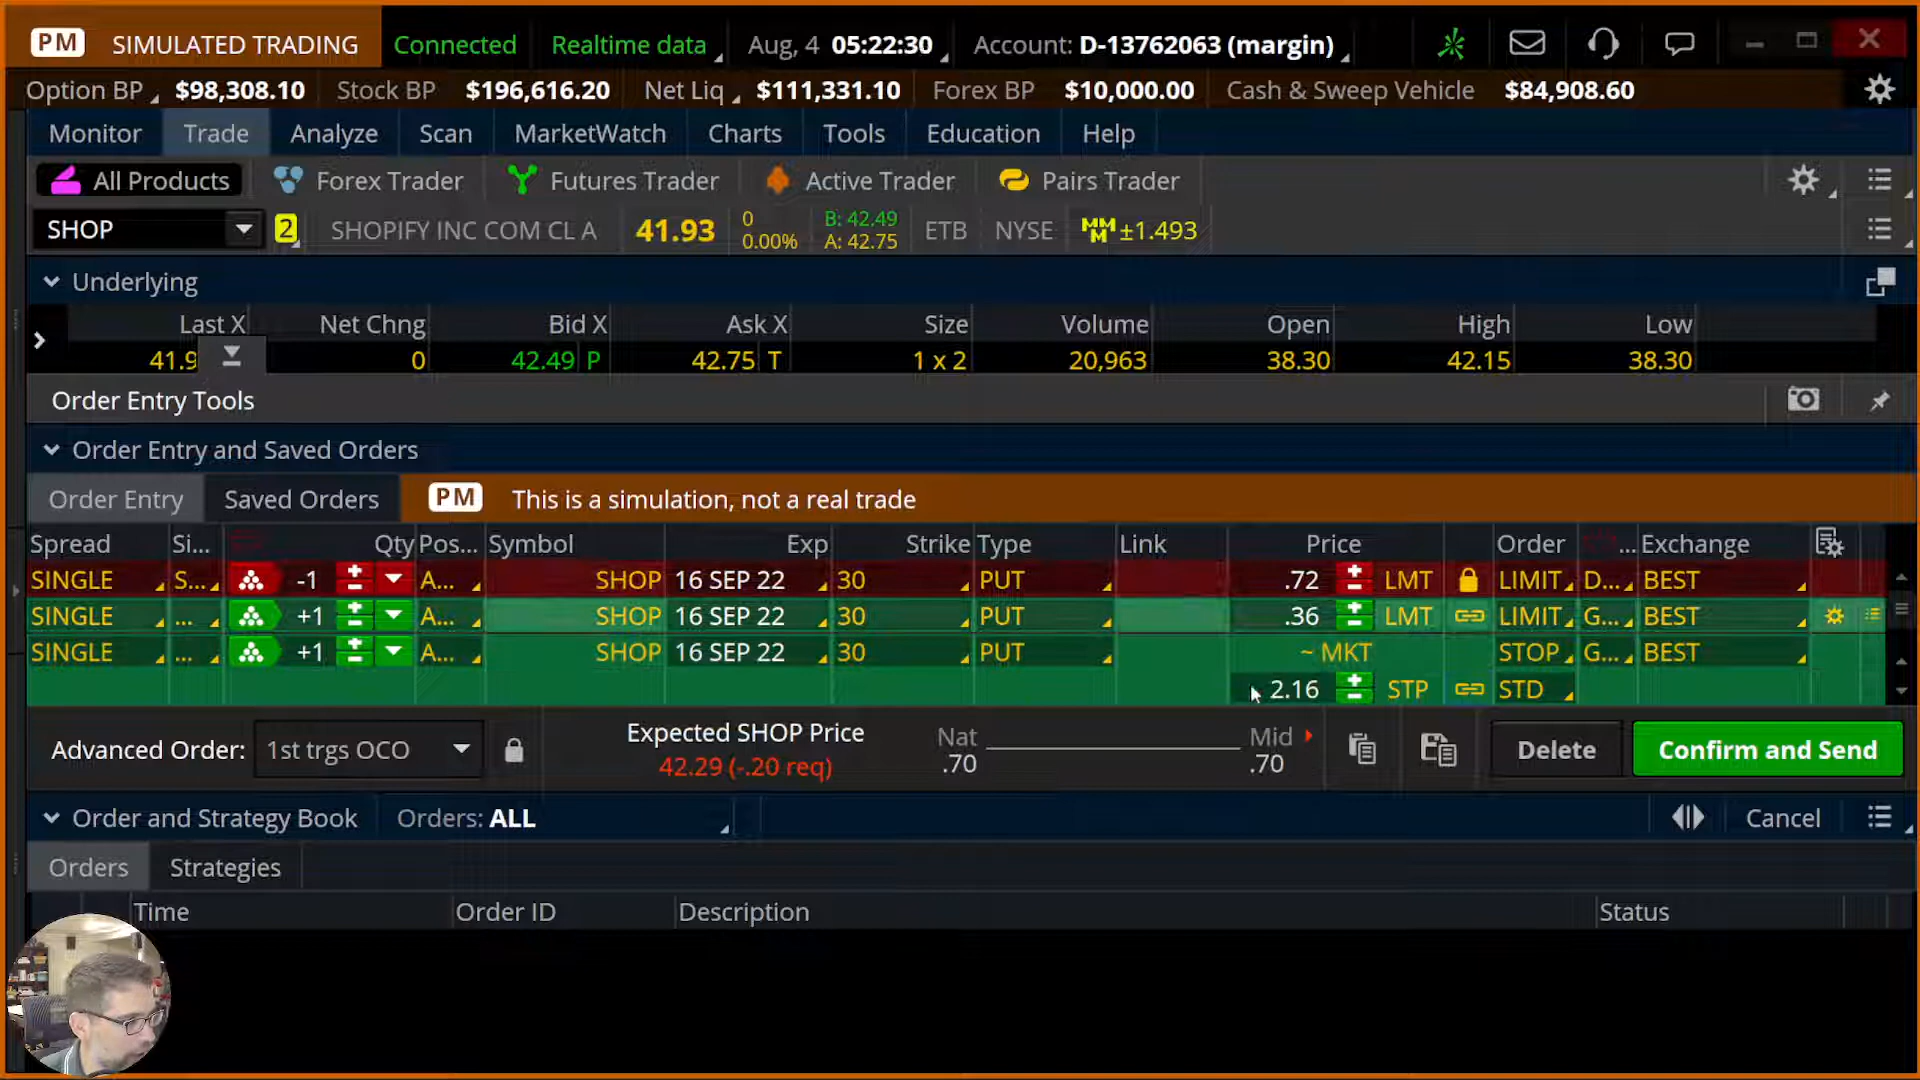 PM SIMULATED TRADING Connected Realtime data Aug, 4 05:22:30 Account: D-13762063 (margin)
Option BP $98,308.10 Stock BP $196,616.20 Net Liq $111,331.10 Forex BP $10,000.00 Cash & Sweep Vehicle $84,908.60
Monitor Trade Analyze Scan MarketWatch Charts Tools Education Help
All Products Forex Trader Futures Trader Active Trader Pairs Trader
SHOP 2 SHOPIFY INC COM CL A 41.93 0 0.00% B: 42.49 A: 42.75 ETB NYSE MMM ±1.493
Underlying
Last X Net Chng Bid X Ask X Size Volume Open High Low
41.9 0 42.49 P 42.75 T 1 x 2 20,963 38.30 42.15 38.30
Order Entry Tools
Order Entry and Saved Orders
Order Entry Saved Orders PM This is a simulation, not a real trade
Spread Si... Qty Pos... Symbol Exp Strike Type Link Price Order ... Exchange
SINGLE S... -1 A... SHOP 16 SEP 22 30 PUT .72 LMT LIMIT D... BEST
SINGLE ... +1 A... SHOP 16 SEP 22 30 PUT .36 LMT LIMIT G... BEST
SINGLE ... +1 A... SHOP 16 SEP 22 30 PUT ~ MKT STOP G... BEST
2.16 STP STD
Advanced Order: 1st trgs OCO Expected SHOP Price 42.29 (-.20 req) Nat .70 Mid .70 Delete Confirm and Send
Order and Strategy Book Orders: ALL Cancel
Orders Strategies
Time Order ID Description Status